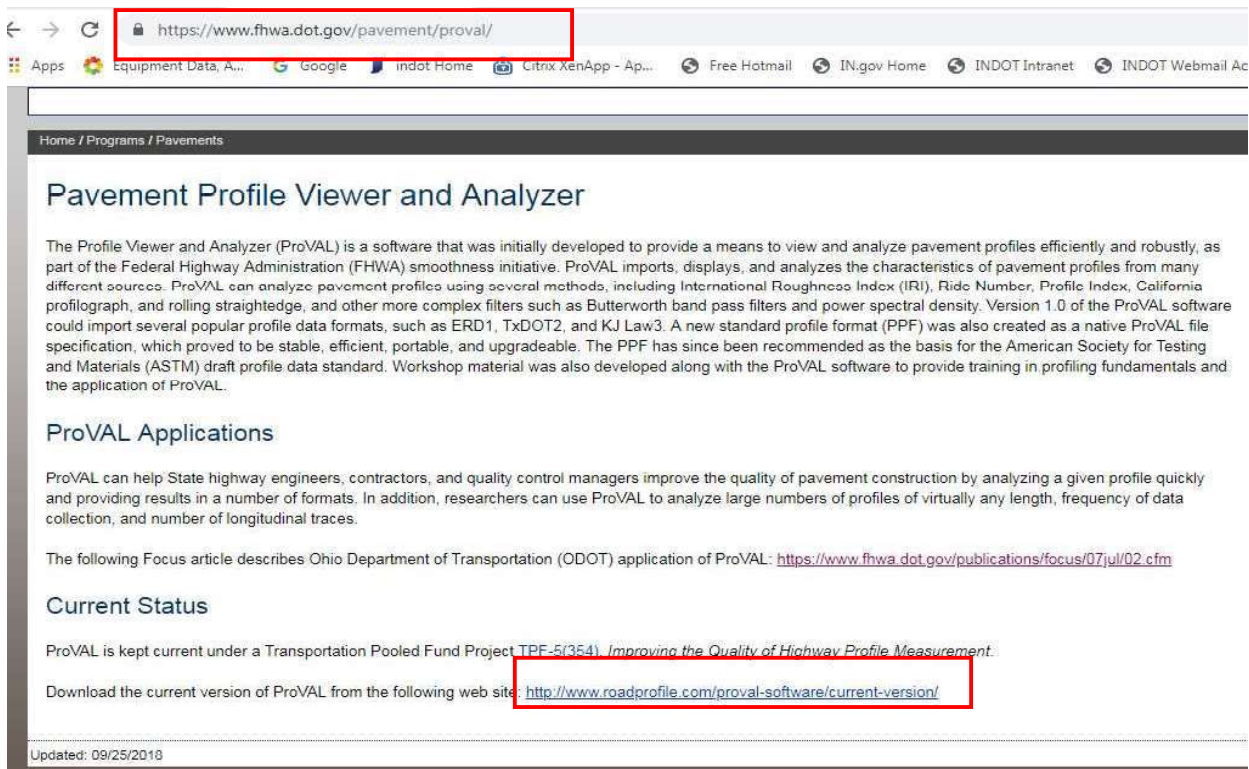 https://www.fhwa.dot.gov/pavement/proval/
Apps Equipment Data, A... Google indot Home Citrix XenApp - Ap... Free Hotmail IN.gov Home INDOT Intranet INDOT Webmail Ac
Home / Programs / Pavements
Pavement Profile Viewer and Analyzer
The Profile Viewer and Analyzer (ProVAL) is a software that was initially developed to provide a means to view and analyze pavement profiles efficiently and robustly, as
part of the Federal Highway Administration (FHWA) smoothness initiative. ProVAL imports, displays, and analyzes the characteristics of pavement profiles from many
different sources. ProVAL can analyze pavement profiles using several methods, including International Roughness Index (IRI), Ride Number, Profile Index, California
profilograph, and rolling straightedge, and other more complex filters such as Butterworth band pass filters and power spectral density. Version 1.0 of the ProVAL software
could import several popular profile data formats, such as ERD1, TxDOT2, and KJ Law3. A new standard profile format (PPF) was also created as a native ProVAL file
specification, which proved to be stable, efficient, portable, and upgradeable. The PPF has since been recommended as the basis for the American Society for Testing
and Materials (ASTM) draft profile data standard. Workshop material was also developed along with the ProVAL software to provide training in profiling fundamentals and
the application of ProVAL.
ProVAL Applications
ProVAL can help State highway engineers, contractors, and quality control managers improve the quality of pavement construction by analyzing a given profile quickly
and providing results in a number of formats. In addition, researchers can use ProVAL to analyze large numbers of profiles of virtually any length, frequency of data
collection, and number of longitudinal traces.
The following Focus article describes Ohio Department of Transportation (ODOT) application of ProVAL: https://www.fhwa.dot.gov/publications/focus/07jul/02.cfm
Current Status
ProVAL is kept current under a Transportation Pooled Fund Project TPF-5(354), Improving the Quality of Highway Profile Measurement.
Download the current version of ProVAL from the following web site: http://www.roadprofile.com/proval-software/current-version/
Updated: 09/25/2018